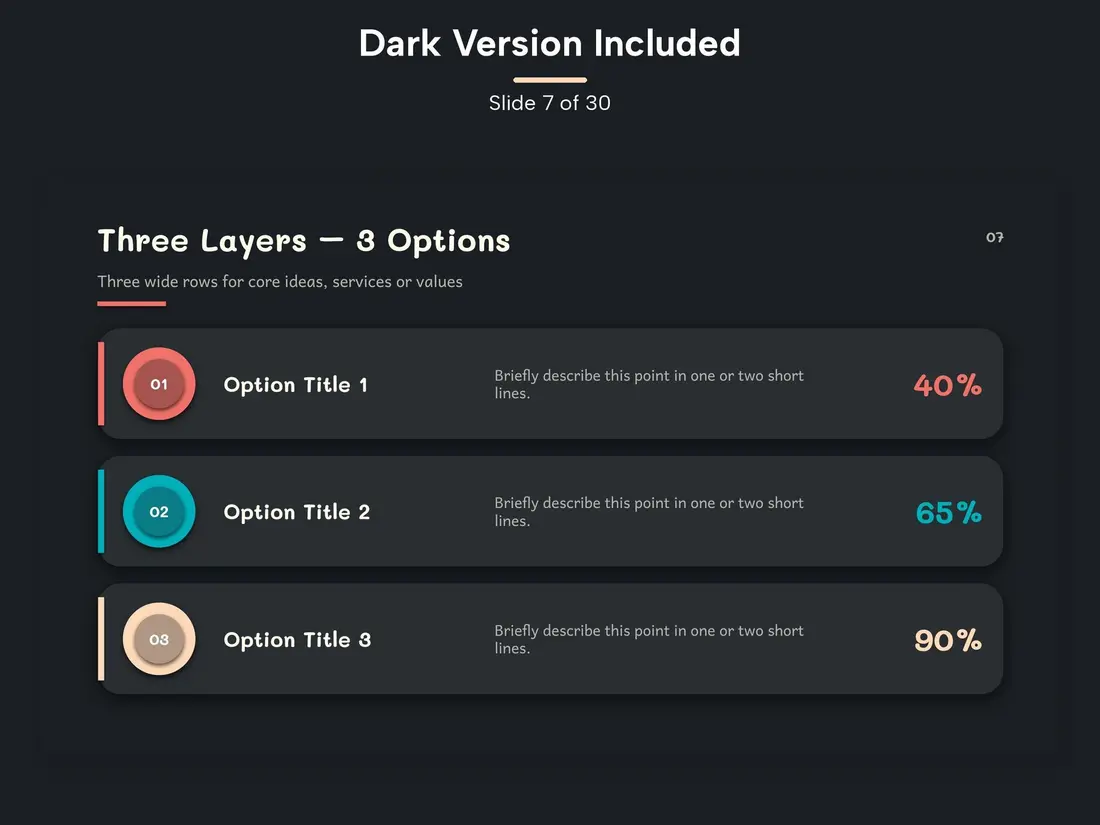 Dark Version Included
Slide 7 of 30
Three Layers – 3 Options
07
Three wide rows for core ideas, services or values
01
Option Title 1
Briefly describe this point in one or two short
lines.
40%
02
Option Title 2
Briefly describe this point in one or two short
lines.
65%
03
Option Title 3
Briefly describe this point in one or two short
lines.
90%